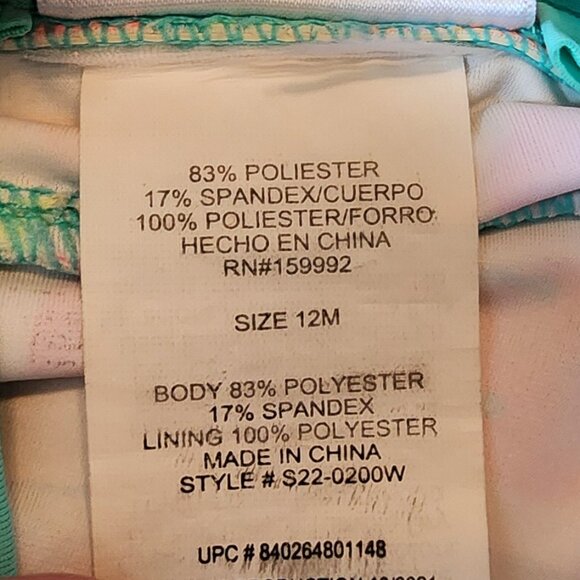 83% POLIESTER
17% SPANDEX/CUERPO
100% POLIESTER/FORRO
HECHO EN CHINA
RN#159992
SIZE 12M
BODY 83% POLYESTER
17% SPANDEX
LINING 100% POLYESTER
MADE IN CHINA
STYLE # S22-0200W
UPC # 840264801148